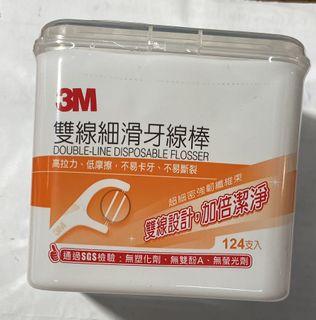 3M
雙線細滑牙線棒
DOUBLE-LINE DISPOSABLE FLOSSER
高拉力、低摩擦，不易卡牙、不易斷裂
超細密強韌纖維束
雙線設計，加倍潔淨
3M
124支入
通過SGS檢驗：無塑化劑、無雙酚A、無螢光劑